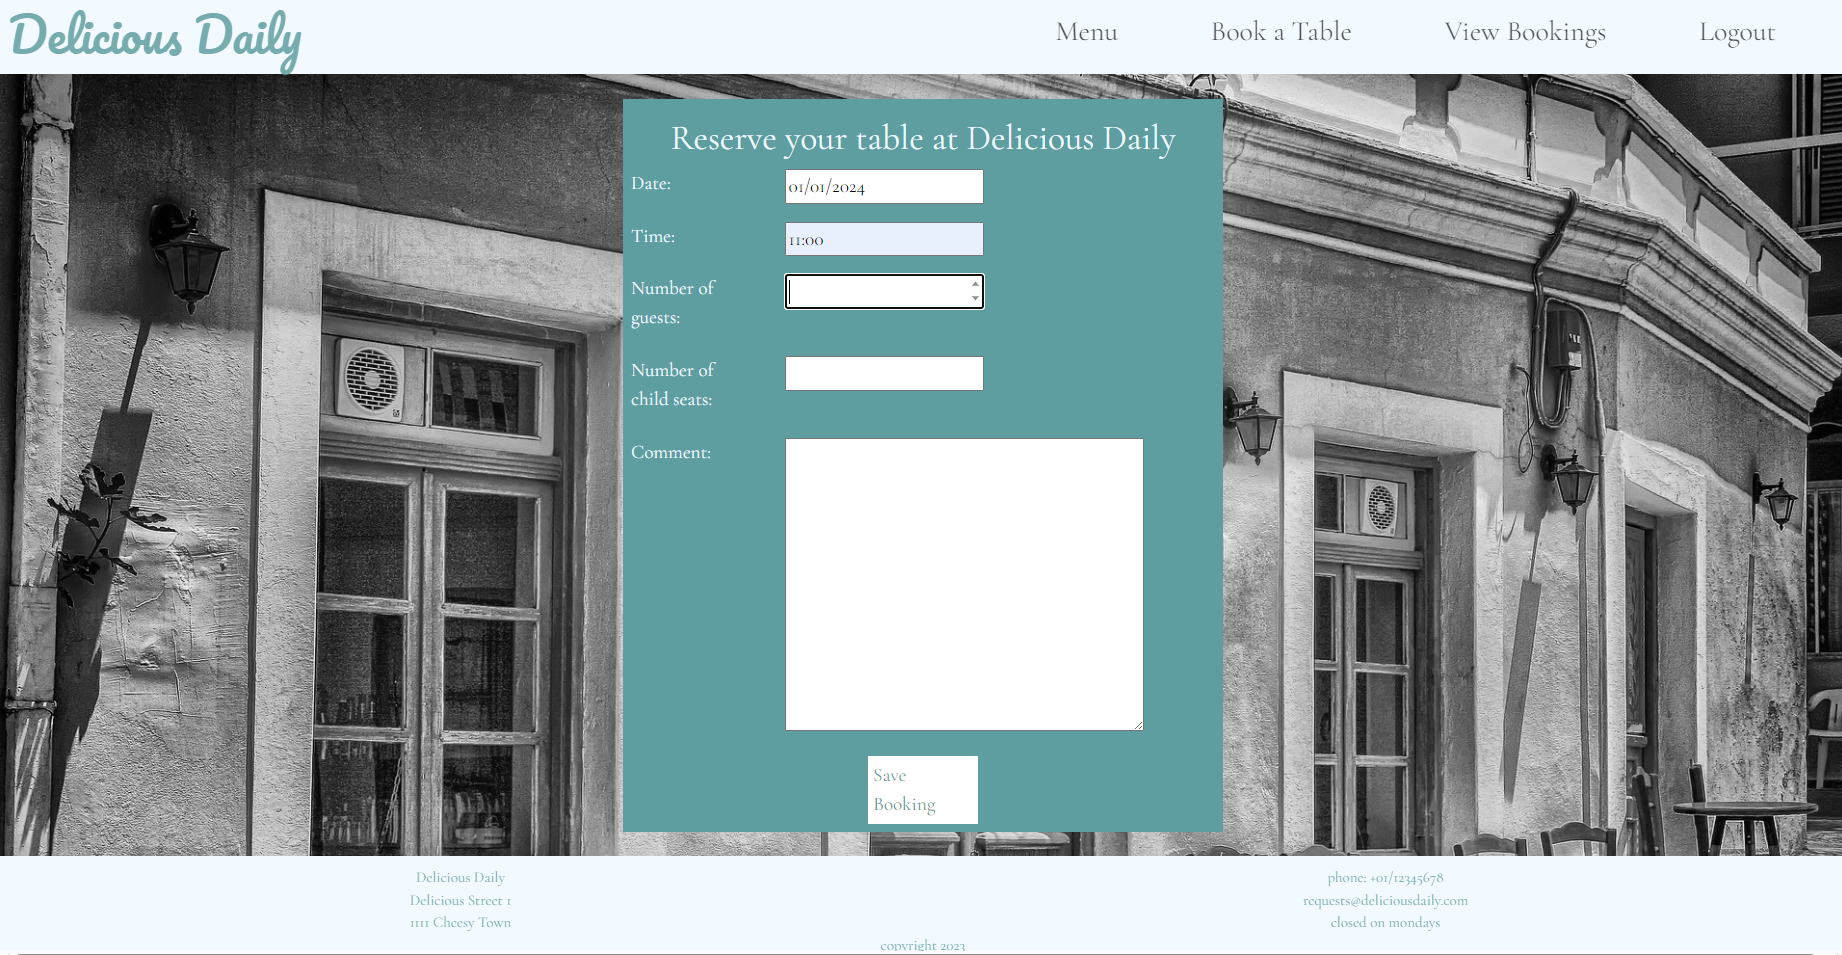 Delicious Daily
Menu
Book a Table
View Bookings
Logout
Reserve your table at Delicious Daily
Date:
01/01/2024
Time:
11:00
Number of
guests:
Number of
child seats:
Comment:
Save
Booking
Delicious Daily
Delicious Street 1
1111 Cheesy Town
phone: +01/12345678
requests@deliciousdaily.com
closed on mondays
copyright 2023